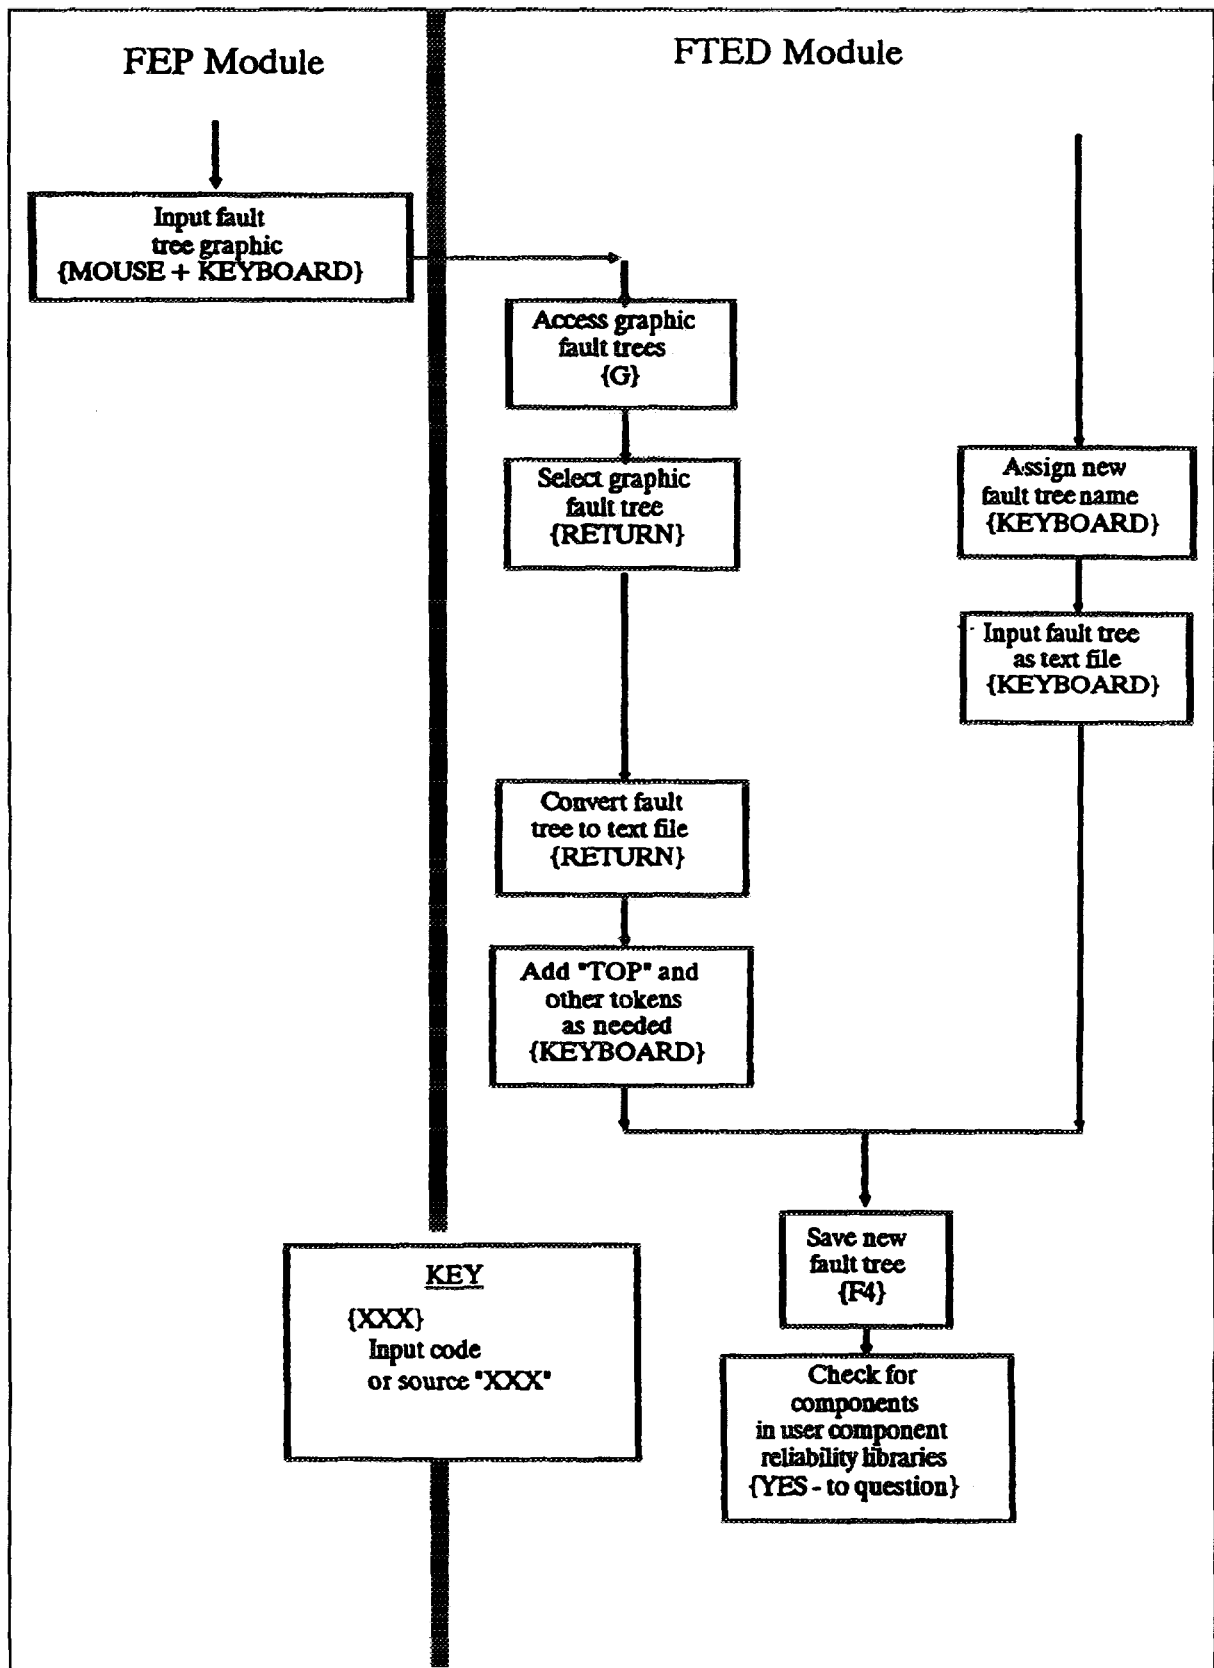 FEP Module
FTED Module
Input fault
tree graphic
{MOUSE + KEYBOARD}
Access graphic
fault trees
{G}
Select graphic
fault tree
{RETURN}
Assign new
fault tree name
{KEYBOARD}
Input fault tree
as text file
{KEYBOARD}
Convert fault
tree to text file
{RETURN}
Add "TOP" and
other tokens
as needed
{KEYBOARD}
Save new
fault tree
{F4}
KEY
{XXX}
Input code
or source "XXX"
Check for
components
in user component
reliability libraries
{YES - to question}